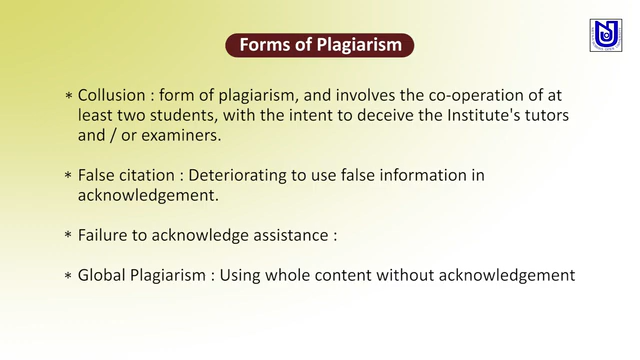 Forms of Plagiarism
* Collusion : form of plagiarism, and involves the co-operation of at
least two students, with the intent to deceive the Institute's tutors
and / or examiners.
* False citation : Deteriorating to use false information in
acknowledgement.
* Failure to acknowledge assistance :
* Global Plagiarism : Using whole content without acknowledgement